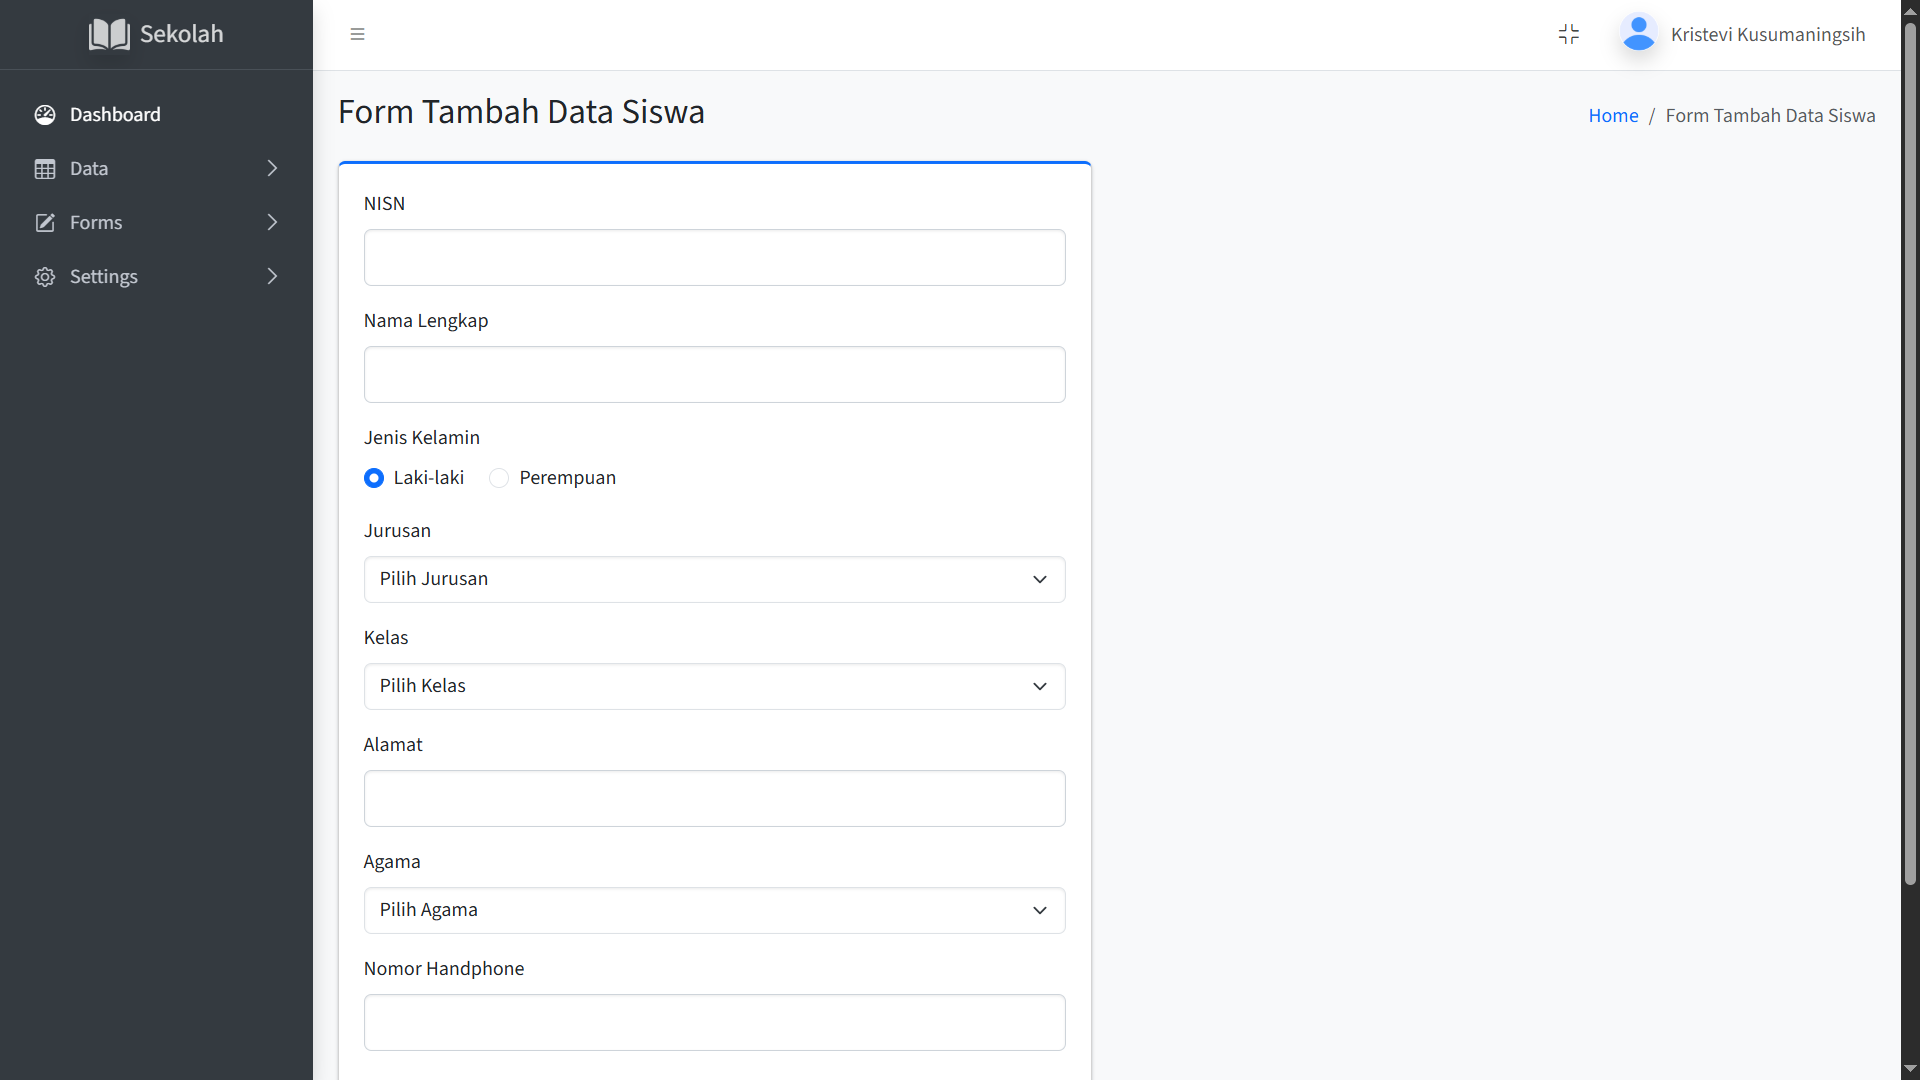 Sekolah
Kristevi Kusumaningsih
Dashboard
Data
Forms
Settings
Form Tambah Data Siswa
Home / Form Tambah Data Siswa
NISN
Nama Lengkap
Jenis Kelamin
Laki-laki Perempuan
Jurusan
Pilih Jurusan
Kelas
Pilih Kelas
Alamat
Agama
Pilih Agama
Nomor Handphone